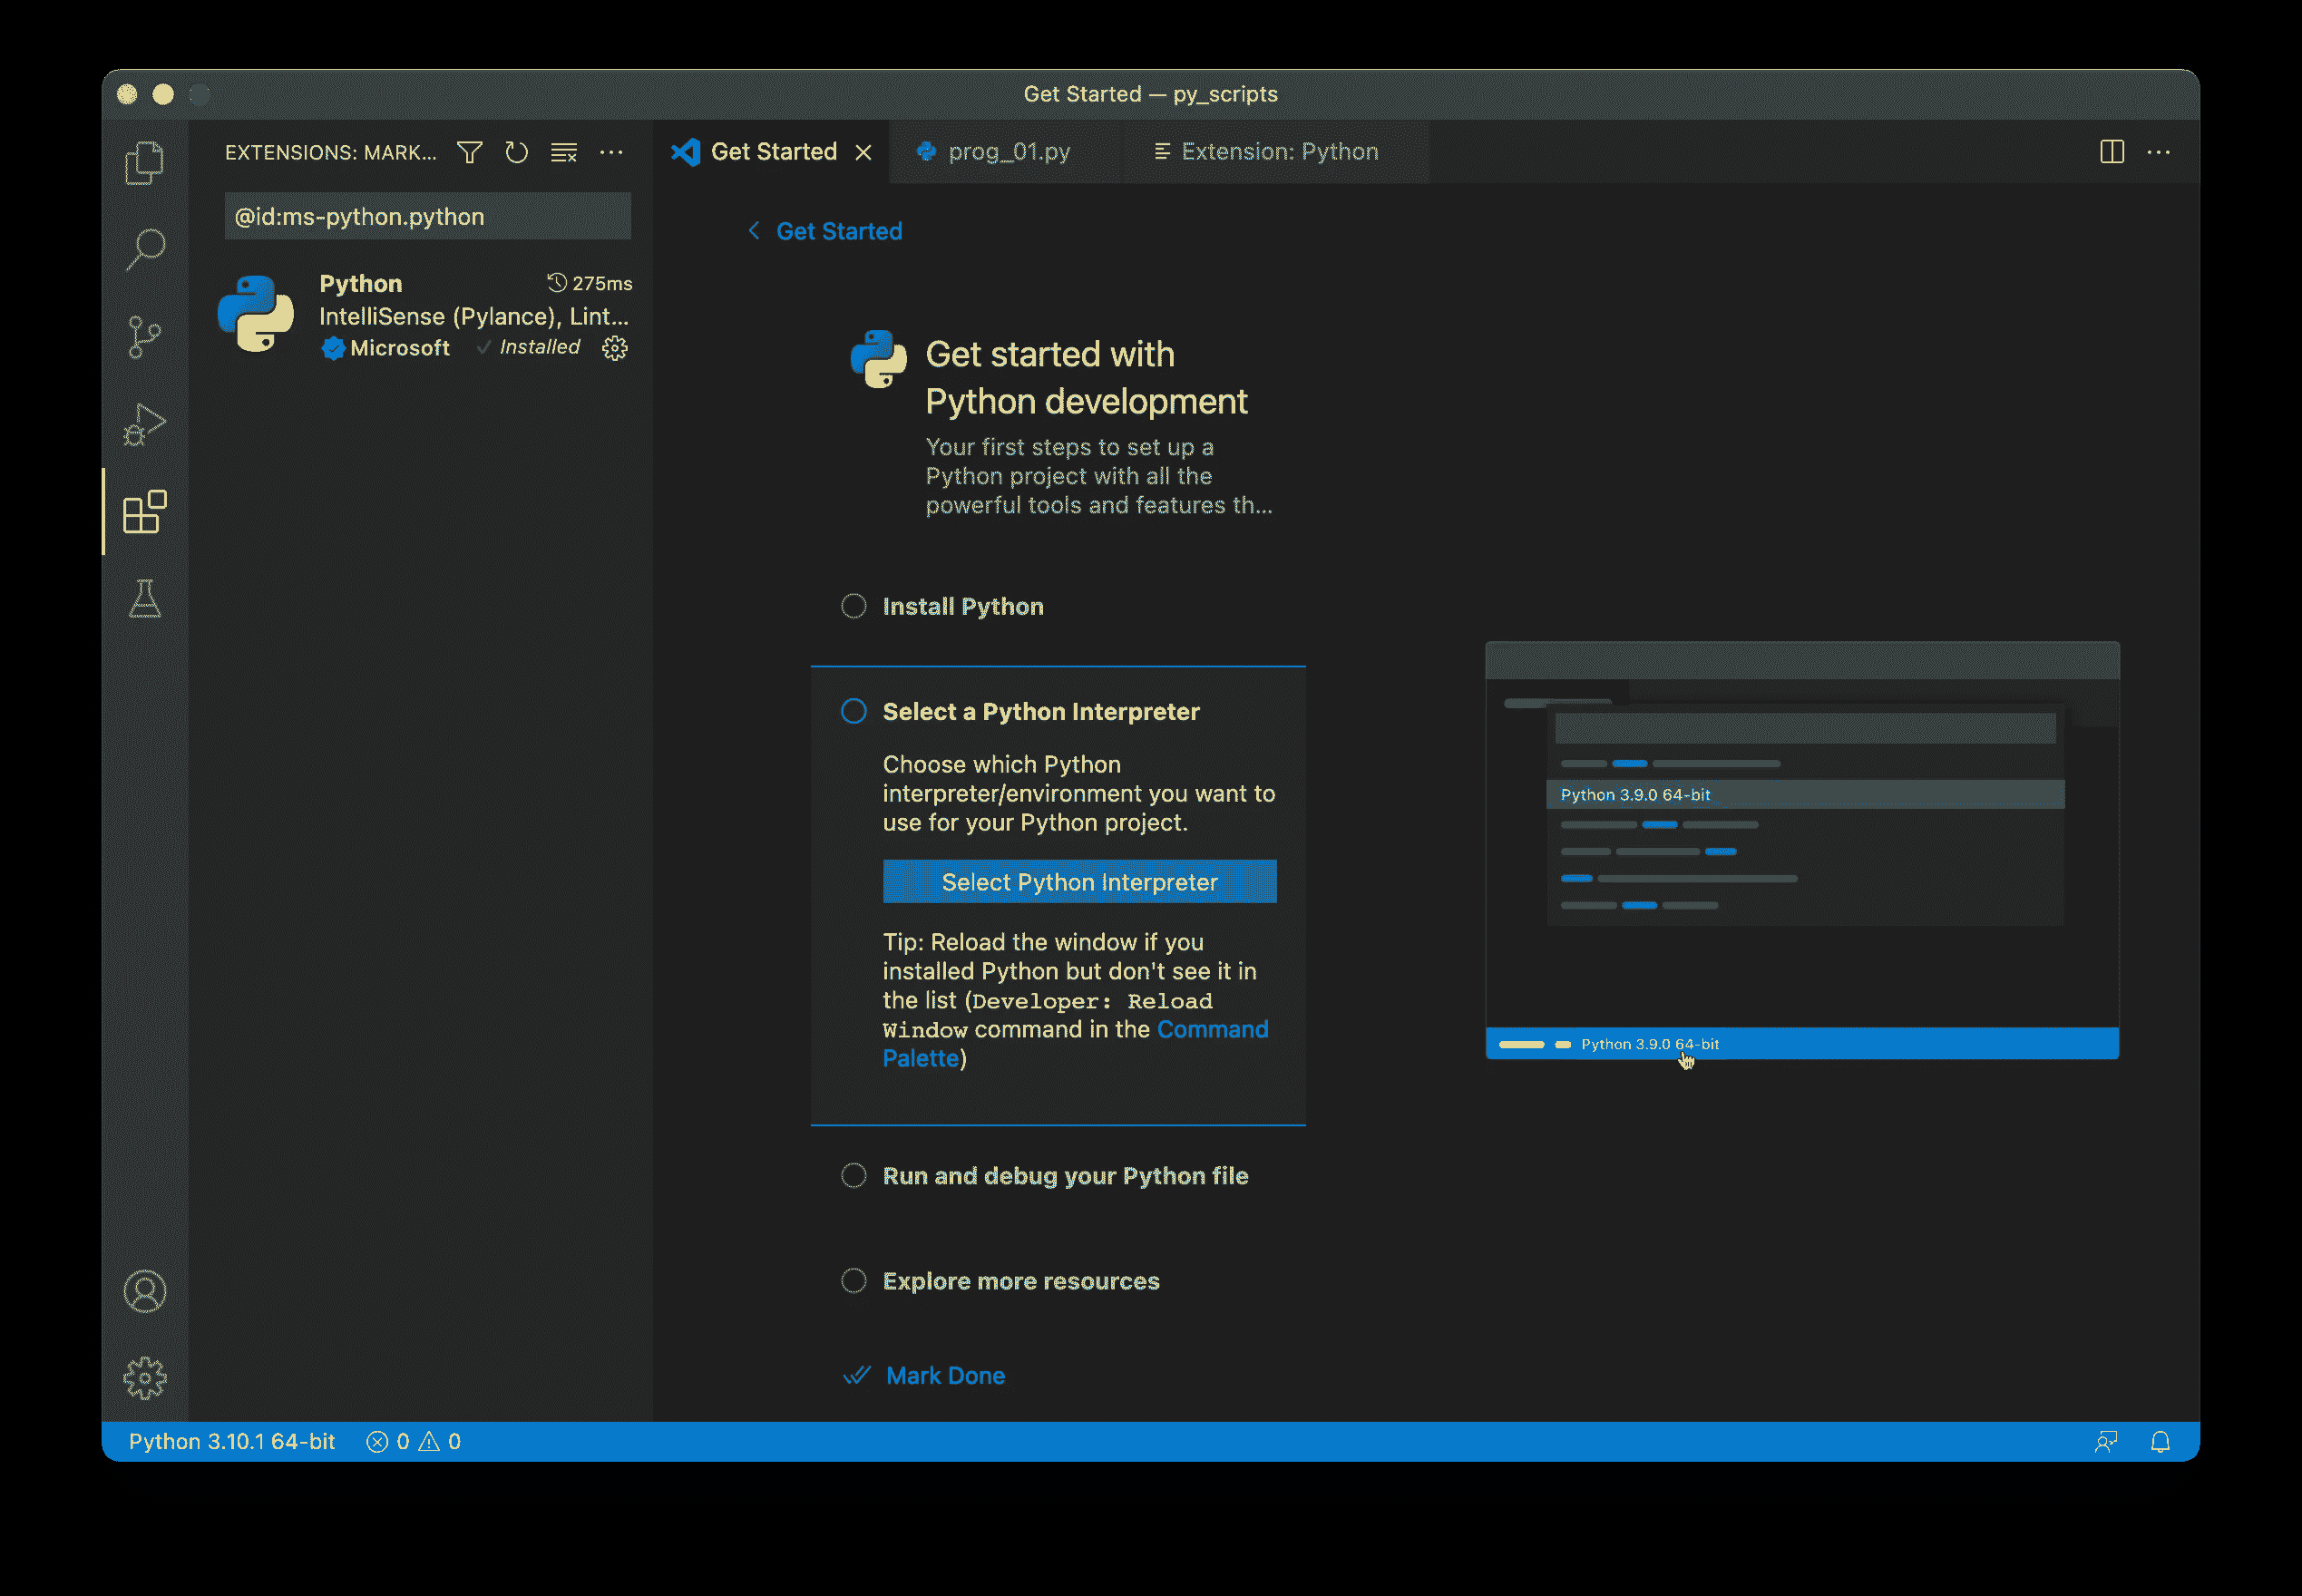 Get Started — py_scripts
EXTENSIONS: MARK...
@id:ms-python.python
Python 275ms
IntelliSense (Pylance), Lint...
Microsoft Installed
Get Started prog_01.py Extension: Python
Get Started
Get started with
Python development
Your first steps to set up a
Python project with all the
powerful tools and features th...
Install Python
Select a Python Interpreter
Choose which Python
interpreter/environment you want to
use for your Python project.
Select Python Interpreter
Tip: Reload the window if you
installed Python but don't see it in
the list (Developer: Reload
Window command in the Command
Palette)
Run and debug your Python file
Explore more resources
Mark Done
Python 3.9.0 64-bit
Python 3.9.0 64-bit
Python 3.10.1 64-bit 0 0